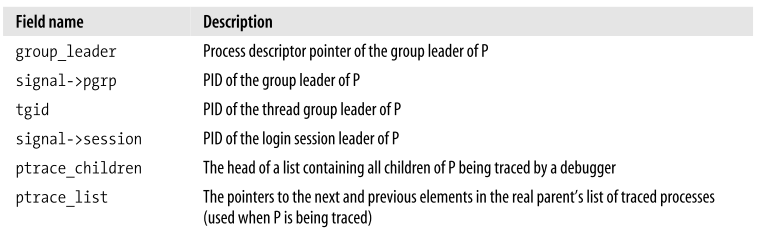 Field name Description
group_leader Process descriptor pointer of the group leader of P
signal->pgrp PID of the group leader of P
tgid PID of the thread group leader of P
signal->session PID of the login session leader of P
ptrace_children The head of a list containing all children of P being traced by a debugger
ptrace_list The pointers to the next and previous elements in the real parent’s list of traced processes
(used when P is being traced)